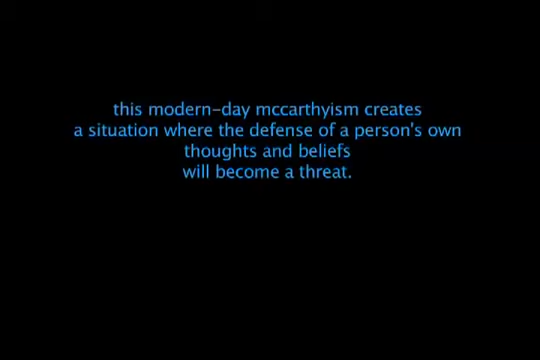 this modern-day mccarthyism creates
a situation where the defense of a person's own
thoughts and beliefs
will become a threat.